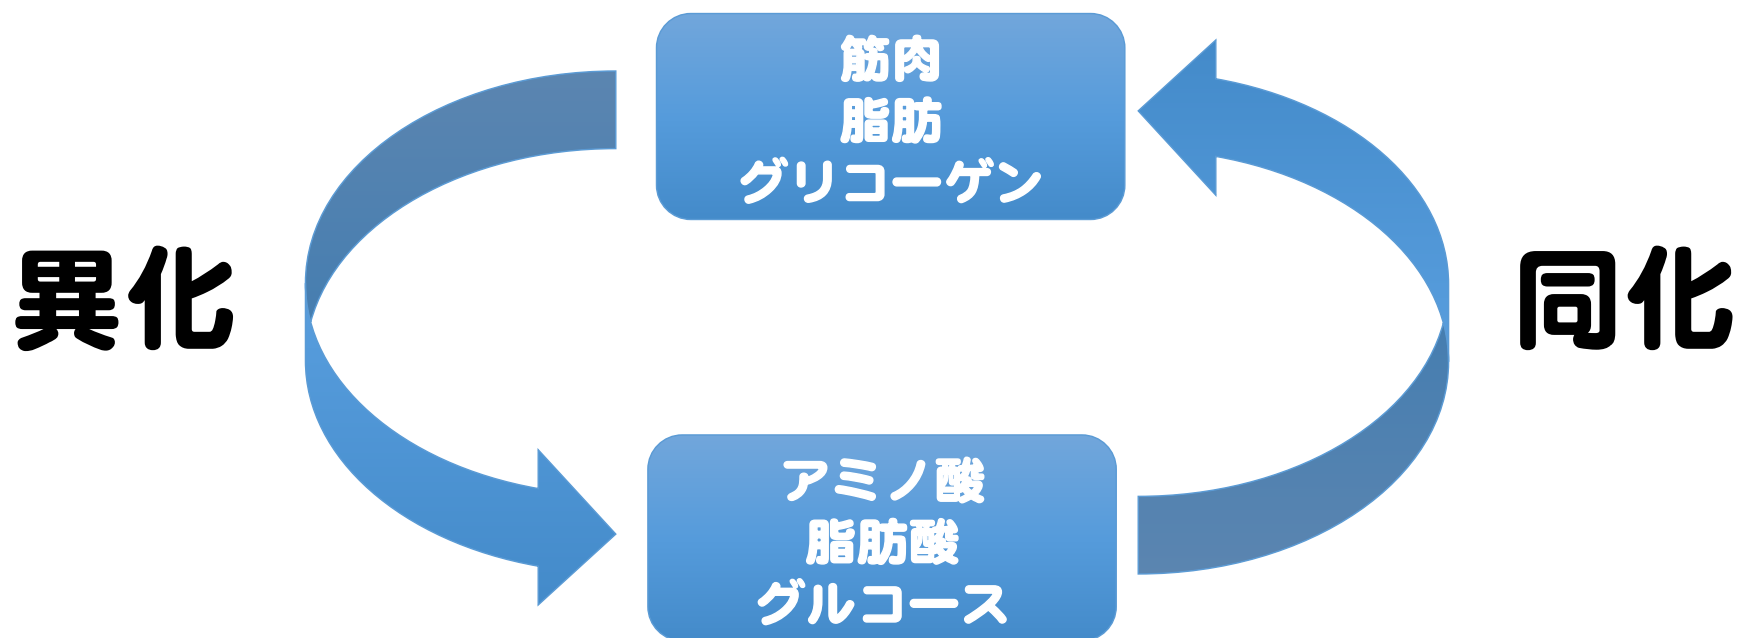 筋肉
脂肪
グリコーゲン
異化
同化
アミノ酸
脂肪酸
グルコース